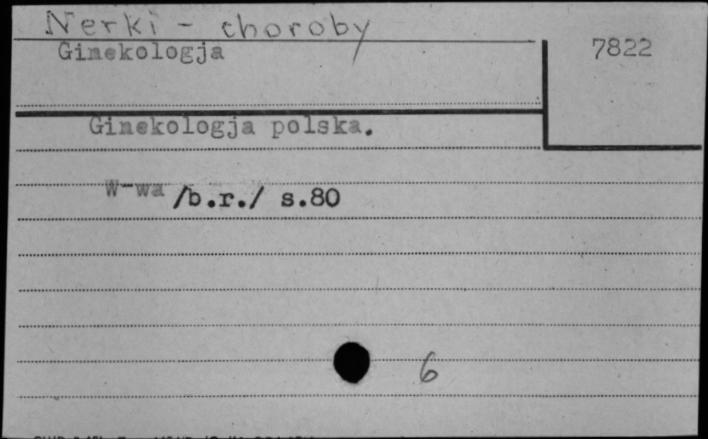 Nerki - choroby
Ginekologja
7822
Ginekologja polska.
W-wa /b.r./ s.80
6